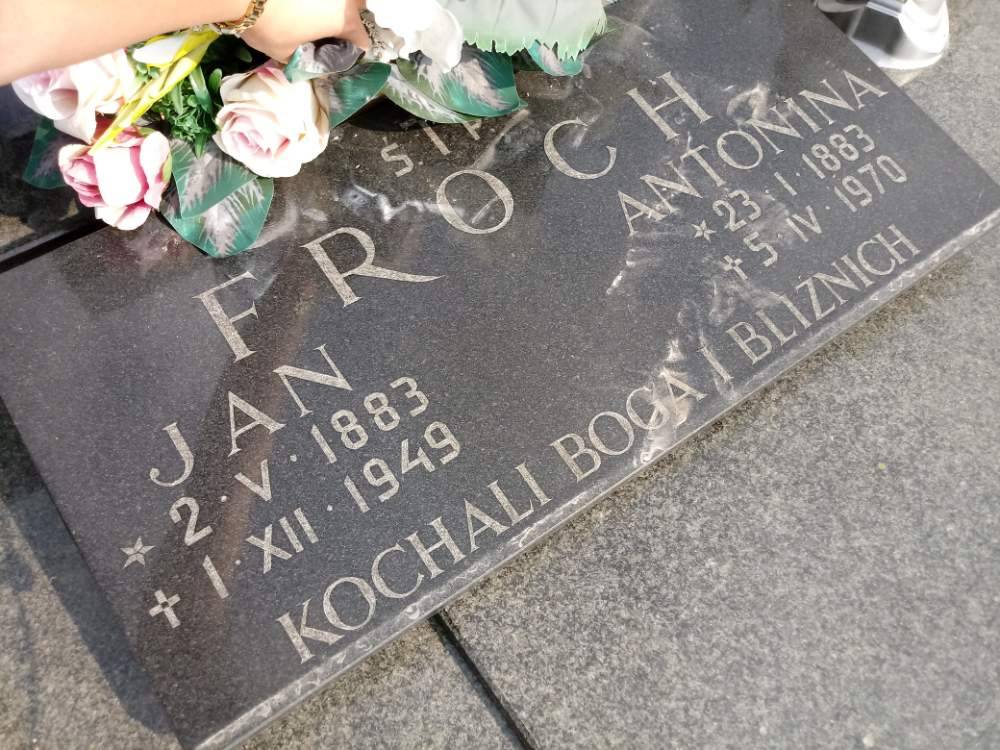 S. † P.
FROCH
JAN
* 2 · V · 1883
† 1 · XII · 1949
ANTONINA
* 23 · I · 1883
† 5 · IV · 1970
KOCHALI BOGA I BLIŹNICH